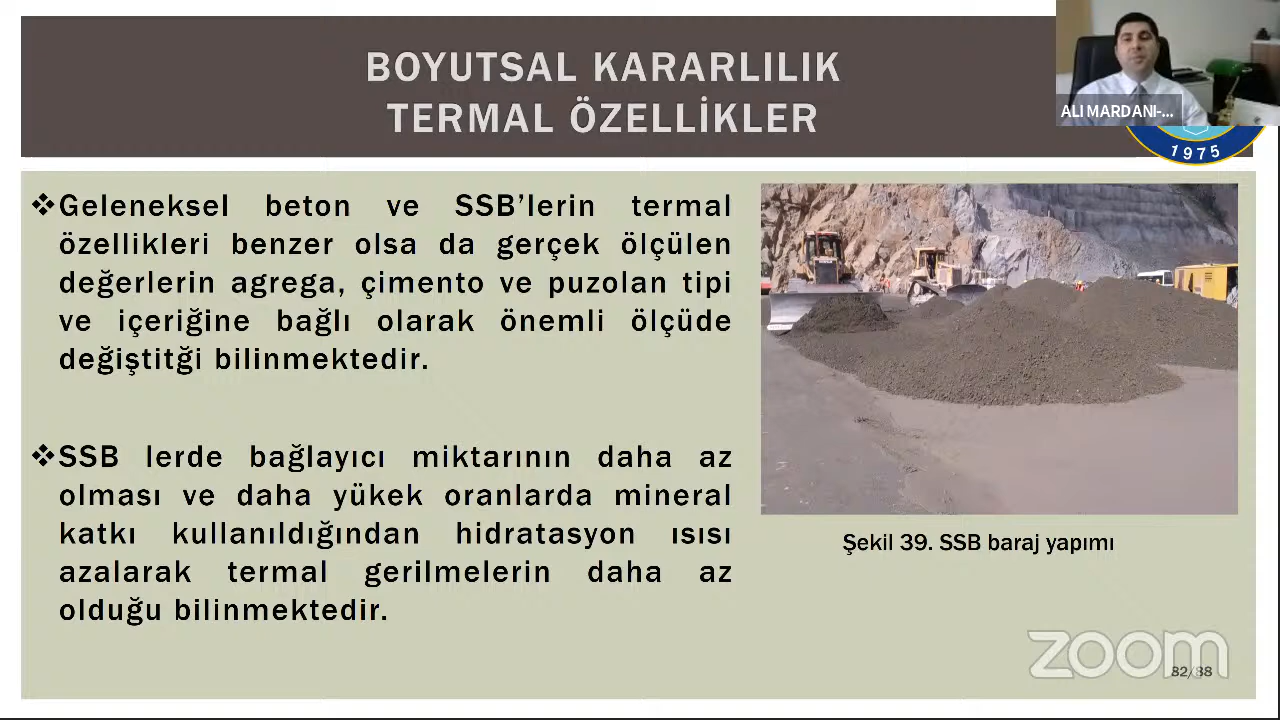 BOYUTSAL KARARLILIK
TERMAL ÖZELLİKLER
ALI MARDANI-...
1975
❖Geleneksel beton ve SSB’lerin termal
özellikleri benzer olsa da gerçek ölçülen
değerlerin agrega, çimento ve puzolan tipi
ve içeriğine bağlı olarak önemli ölçüde
değiştitği bilinmektedir.
❖SSB lerde bağlayıcı miktarının daha az
olması ve daha yükek oranlarda mineral
katkı kullanıldığından hidratasyon ısısı
azalarak termal gerilmelerin daha az
olduğu bilinmektedir.
Şekil 39. SSB baraj yapımı
zoom
82/88